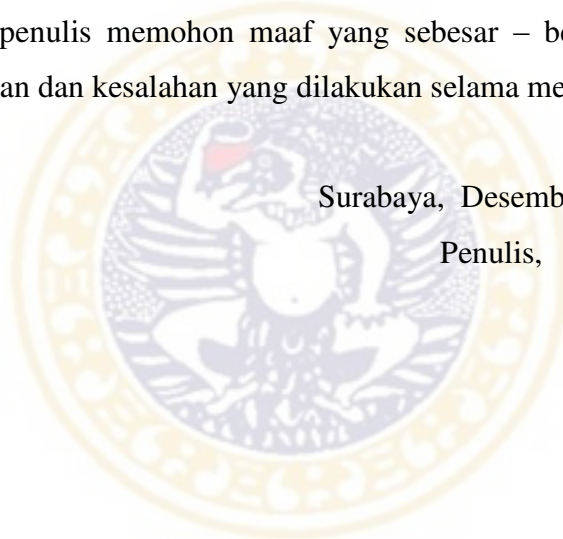 penulis memohon maaf yang sebesar – be
an dan kesalahan yang dilakukan selama me
Surabaya, Desemb
Penulis,